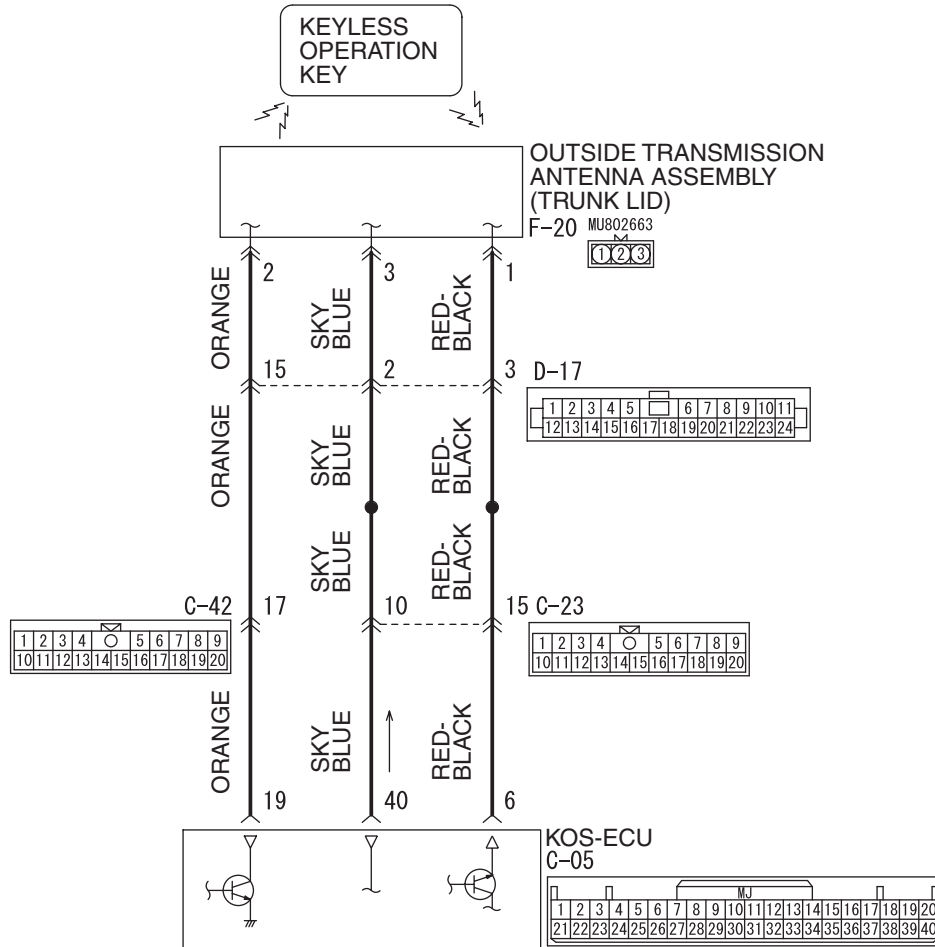 KEYLESS
OPERATION
KEY
OUTSIDE TRANSMISSION
ANTENNA ASSEMBLY
(TRUNK LID)
F-20 MU802663
1 2 3
2 3 1
ORANGE
SKY
BLUE
RED-
BLACK
15 2 3 D-17
1 2 3 4 5 6 7 8 9 10 11
12 13 14 15 16 17 18 19 20 21 22 23 24
ORANGE
SKY
BLUE
RED-
BLACK
SKY
BLUE
RED-
BLACK
C-42 17 10 15 C-23
1 2 3 4 5 6 7 8 9
10 11 12 13 14 15 16 17 18 19 20
1 2 3 4 5 6 7 8 9
10 11 12 13 14 15 16 17 18 19 20
ORANGE
SKY
BLUE
RED-
BLACK
19 40 6
KOS-ECU
C-05
MJ
1 2 3 4 5 6 7 8 9 10 11 12 13 14 15 16 17 18 19 20
21 22 23 24 25 26 27 28 29 30 31 32 33 34 35 36 37 38 39 40